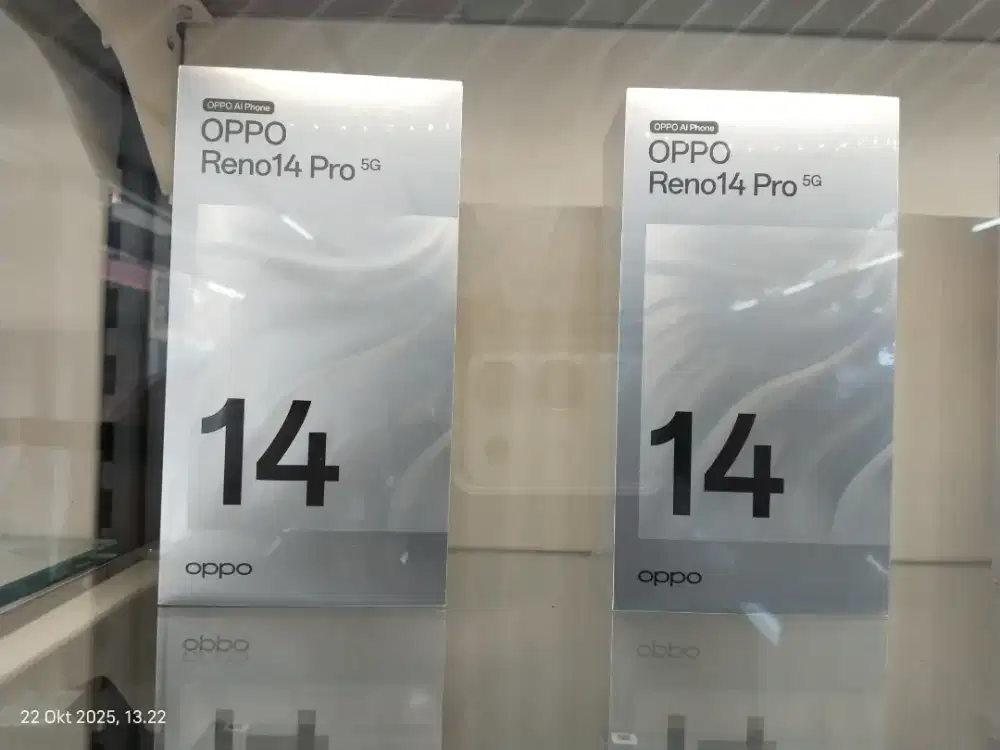 OPPO AI Phone
OPPO
Reno14 Pro 5G
14
oppo
OPPO AI Phone
OPPO
Reno14 Pro 5G
14
oppo
22 Okt 2025, 13.22